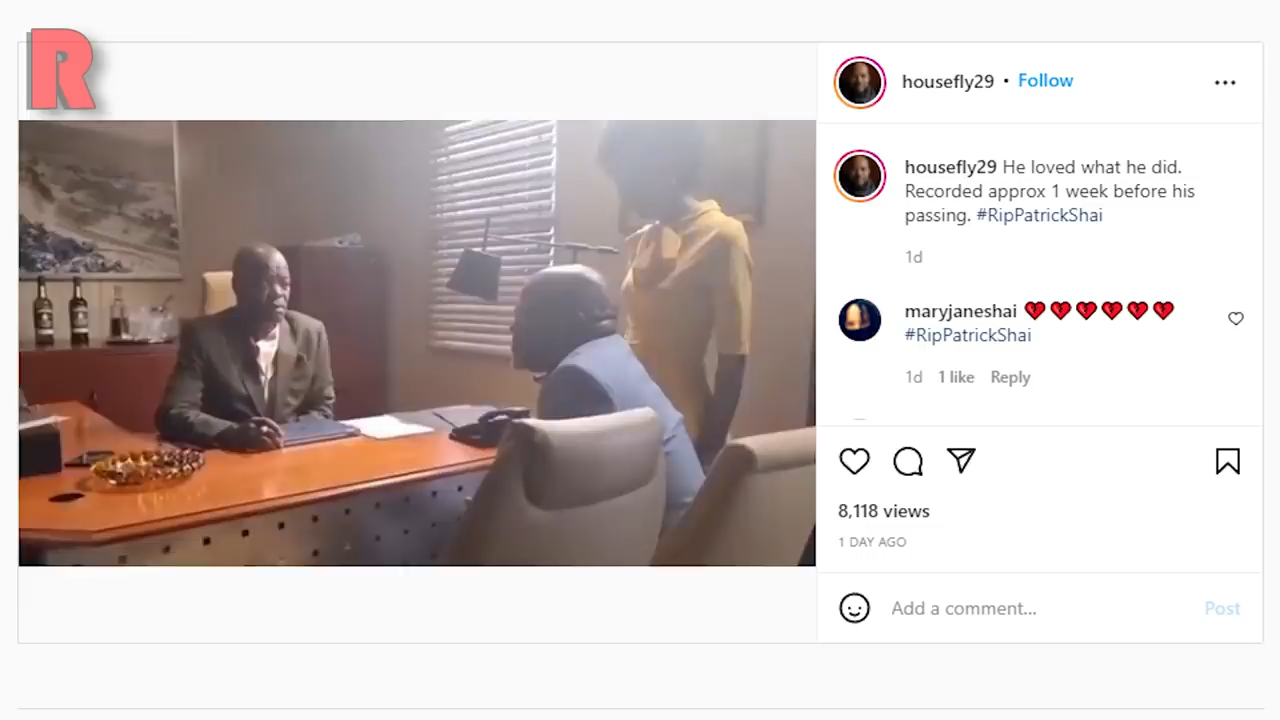 R
housefly29 • Follow
housefly29 He loved what he did.
Recorded approx 1 week before his
passing. #RipPatrickShai
1d
maryjaneshai 💔💔💔💔💔💔
#RipPatrickShai
1d 1 like Reply
8,118 views
1 DAY AGO
Add a comment... Post